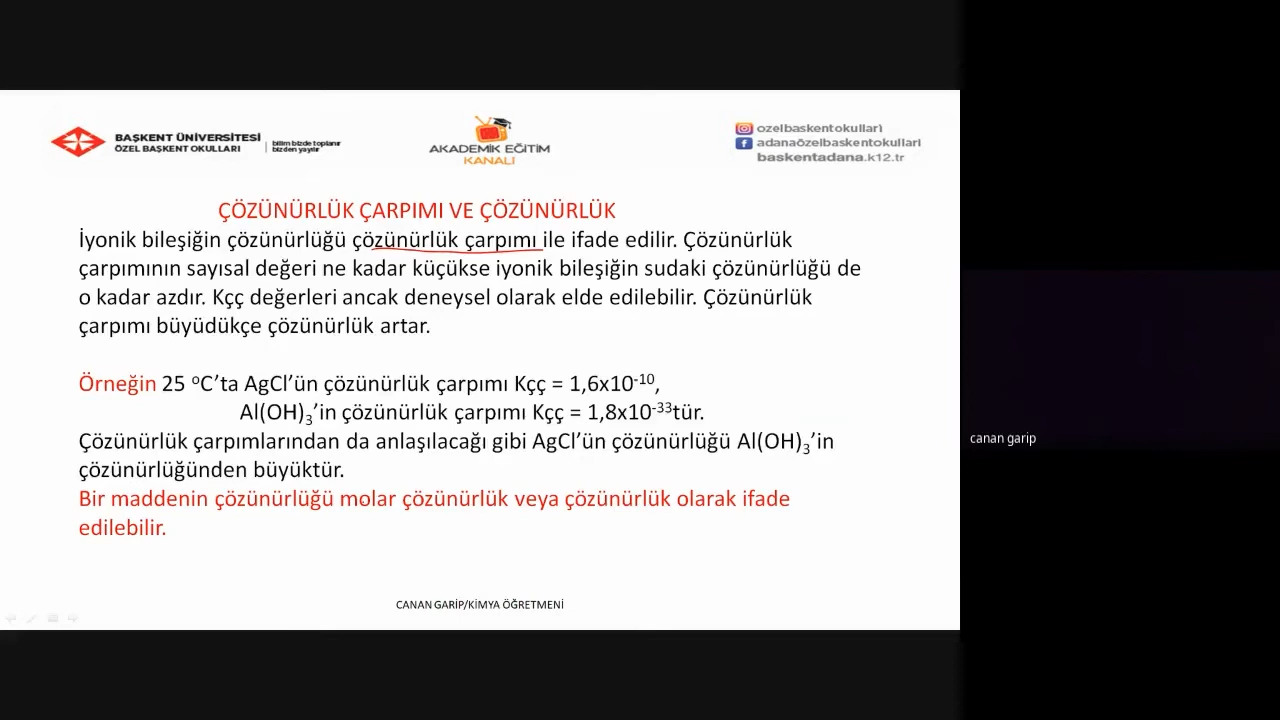 BAŞKENT ÜNİVERSİTESİ
ÖZEL BAŞKENT OKULLARI
bilim bizde toplanır
bizden yayılır
AKADEMİK EĞİTİM
KANALI
ozelbaskentokullari
adanaözelbaskentokullari
baskentadana.k12.tr
ÇÖZÜNÜRLÜK ÇARPIMI VE ÇÖZÜNÜRLÜK
İyonik bileşiğin çözünürlüğü çözünürlük çarpımı ile ifade edilir. Çözünürlük
çarpımının sayısal değeri ne kadar küçükse iyonik bileşiğin sudaki çözünürlüğü de
o kadar azdır. Kçç değerleri ancak deneysel olarak elde edilebilir. Çözünürlük
çarpımı büyüdükçe çözünürlük artar.
Örneğin 25 ᵒC’ta AgCl’ün çözünürlük çarpımı Kçç = 1,6x10⁻¹⁰,
Al(OH)₃’in çözünürlük çarpımı Kçç = 1,8x10⁻³³tür.
Çözünürlük çarpımlarından da anlaşılacağı gibi AgCl’ün çözünürlüğü Al(OH)₃’in
çözünürlüğünden büyüktür.
Bir maddenin çözünürlüğü molar çözünürlük veya çözünürlük olarak ifade
edilebilir.
CANAN GARİP/KİMYA ÖĞRETMENİ
canan garip